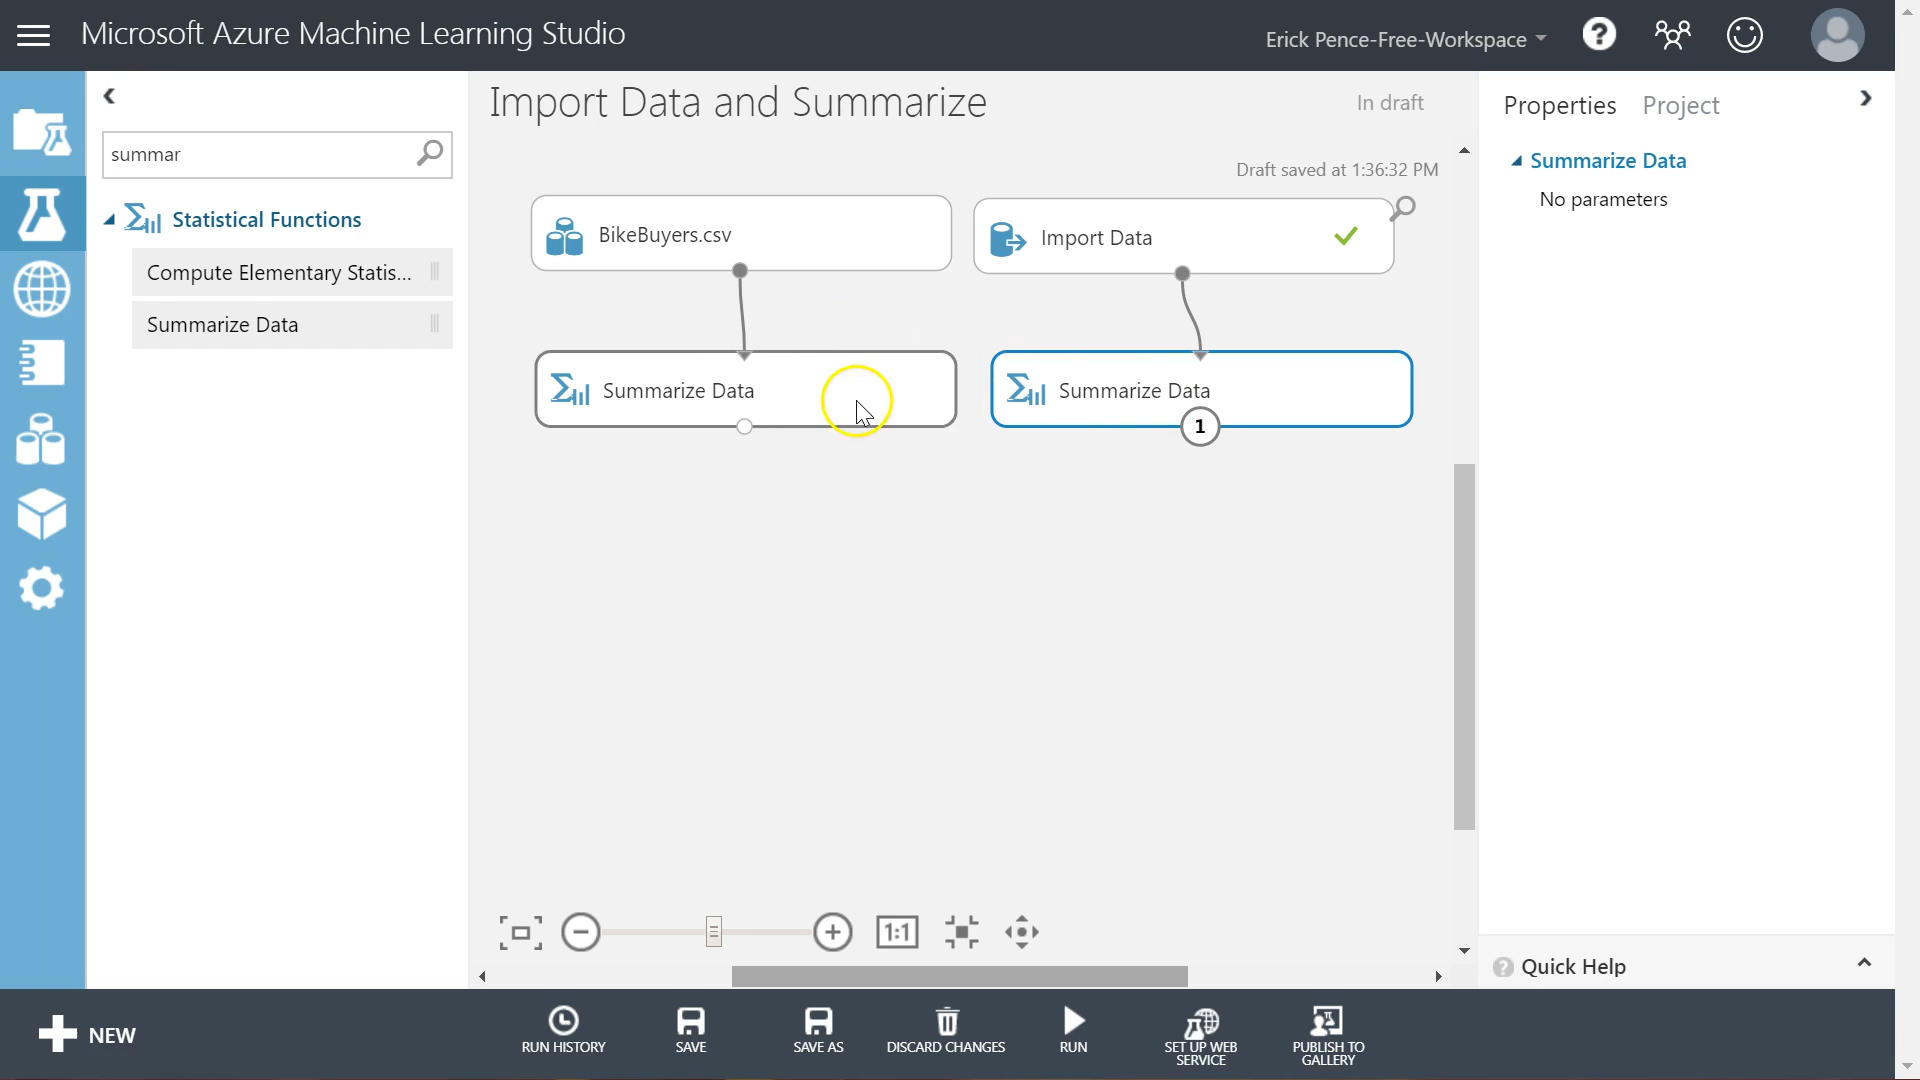 Microsoft Azure Machine Learning Studio
Erick Pence-Free-Workspace
summar
Statistical Functions
Compute Elementary Statis...
Summarize Data
Import Data and Summarize
In draft
Draft saved at 1:36:32 PM
BikeBuyers.csv
Import Data
Summarize Data
Summarize Data
1
1:1
Properties
Project
Summarize Data
No parameters
Quick Help
NEW
RUN HISTORY
SAVE
SAVE AS
DISCARD CHANGES
RUN
SET UP WEB
SERVICE
PUBLISH TO
GALLERY